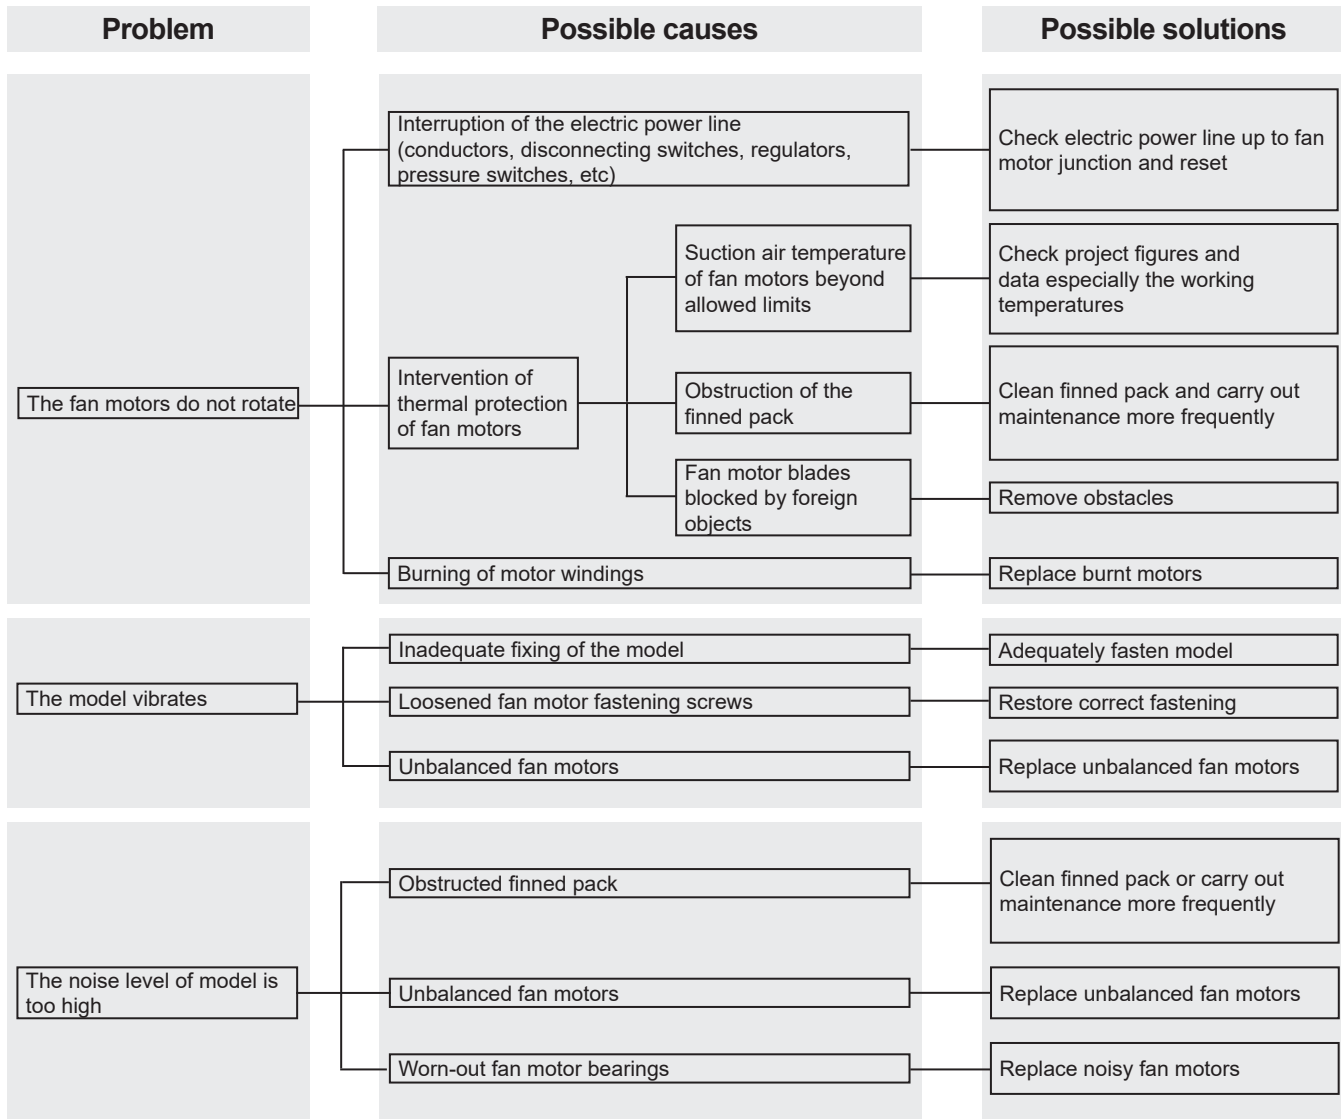 Problem
Possible causes
Possible solutions
The fan motors do not rotate
Interruption of the electric power line
(conductors, disconnecting switches, regulators,
pressure switches, etc)
Check electric power line up to fan
motor junction and reset
Intervention of
thermal protection
of fan motors
Suction air temperature
of fan motors beyond
allowed limits
Check project figures and
data especially the working
temperatures
Obstruction of the
finned pack
Clean finned pack and carry out
maintenance more frequently
Fan motor blades
blocked by foreign
objects
Remove obstacles
Burning of motor windings
Replace burnt motors
The model vibrates
Inadequate fixing of the model
Adequately fasten model
Loosened fan motor fastening screws
Restore correct fastening
Unbalanced fan motors
Replace unbalanced fan motors
The noise level of model is
too high
Obstructed finned pack
Clean finned pack or carry out
maintenance more frequently
Unbalanced fan motors
Replace unbalanced fan motors
Worn-out fan motor bearings
Replace noisy fan motors